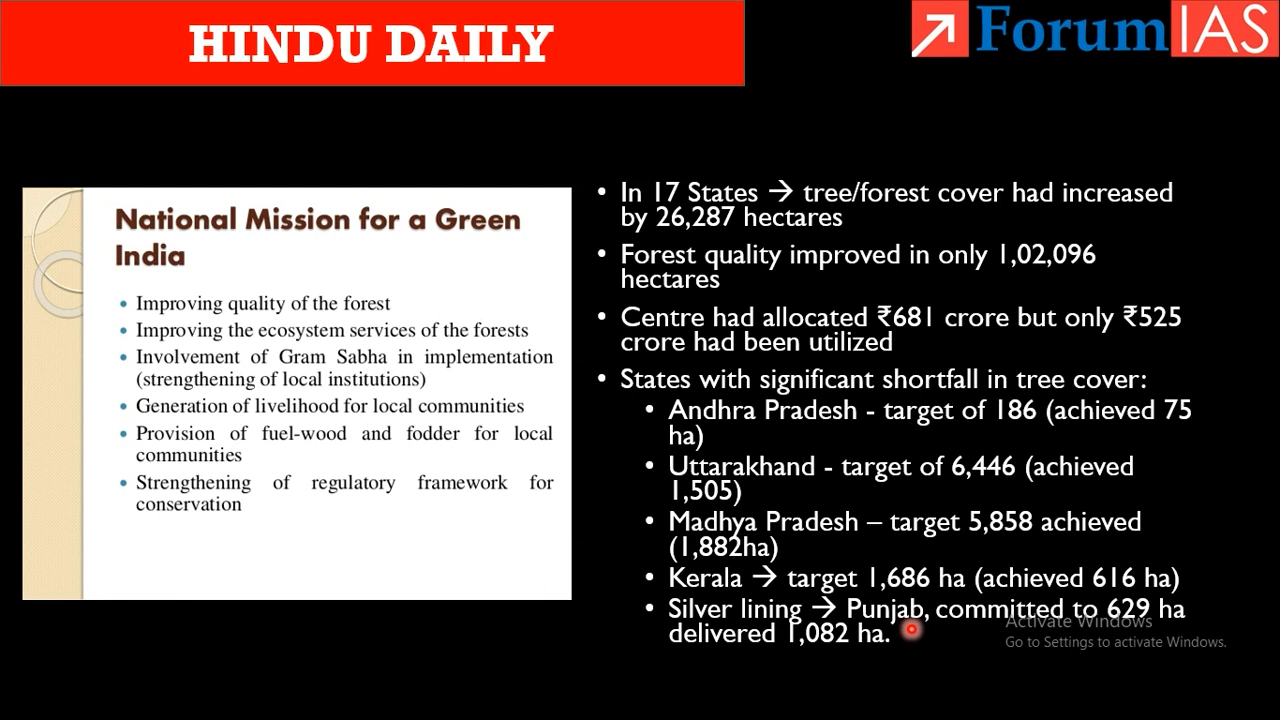 HINDU DAILY
ForumIAS
National Mission for a Green
India
• Improving quality of the forest
• Improving the ecosystem services of the forests
• Involvement of Gram Sabha in implementation
(strengthening of local institutions)
• Generation of livelihood for local communities
• Provision of fuel-wood and fodder for local
communities
• Strengthening of regulatory framework for
conservation
• In 17 States → tree/forest cover had increased
by 26,287 hectares
• Forest quality improved in only 1,02,096
hectares
• Centre had allocated ₹681 crore but only ₹525
crore had been utilized
• States with significant shortfall in tree cover:
• Andhra Pradesh - target of 186 (achieved 75
ha)
• Uttarakhand - target of 6,446 (achieved
1,505)
• Madhya Pradesh – target 5,858 achieved
(1,882ha)
• Kerala → target 1,686 ha (achieved 616 ha)
• Silver lining → Punjab, committed to 629 ha
delivered 1,082 ha.
Activate Windows
Go to Settings to activate Windows.